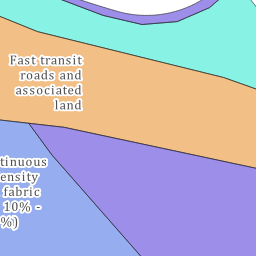 Fast transit
roads and
associated
land
tinuous
ensity
fabric
10% -
%)